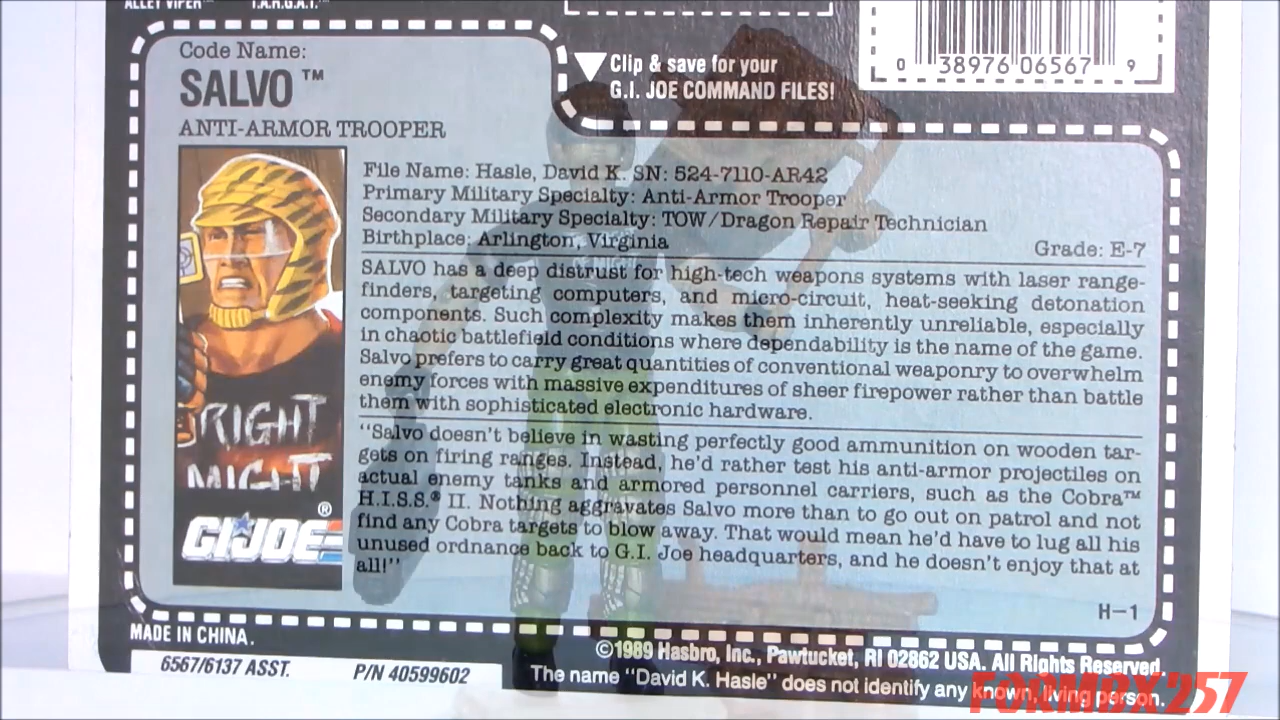 ALLEY VIPER™ T.A.R.G.A.T.™
Code Name:
SALVO™
ANTI-ARMOR TROOPER
Clip & save for your
G.I. JOE COMMAND FILES!
0 38976 06567 9
File Name: Hasle, David K. SN: 524-7110-AR42
Primary Military Specialty: Anti-Armor Trooper
Secondary Military Specialty: TOW/Dragon Repair Technician
Birthplace: Arlington, Virginia Grade: E-7
SALVO has a deep distrust for high-tech weapons systems with laser range-
finders, targeting computers, and micro-circuit, heat-seeking detonation
components. Such complexity makes them inherently unreliable, especially
in chaotic battlefield conditions where dependability is the name of the game.
Salvo prefers to carry great quantities of conventional weaponry to overwhelm
enemy forces with massive expenditures of sheer firepower rather than battle
them with sophisticated electronic hardware.
"Salvo doesn't believe in wasting perfectly good ammunition on wooden tar-
gets on firing ranges. Instead, he'd rather test his anti-armor projectiles on
actual enemy tanks and armored personnel carriers, such as the Cobra™
H.I.S.S.® II. Nothing aggravates Salvo more than to go out on patrol and not
find any Cobra targets to blow away. That would mean he'd have to lug all his
unused ordnance back to G.I. Joe headquarters, and he doesn't enjoy that at
all!"
RIGHT
MIGHT
GIJOE®
H-1
MADE IN CHINA.
6567/6137 ASST. P/N 40599602
©1989 Hasbro, Inc., Pawtucket, RI 02862 USA. All Rights Reserved.
The name "David K. Hasle" does not identify any known, living person.
FORMBX257